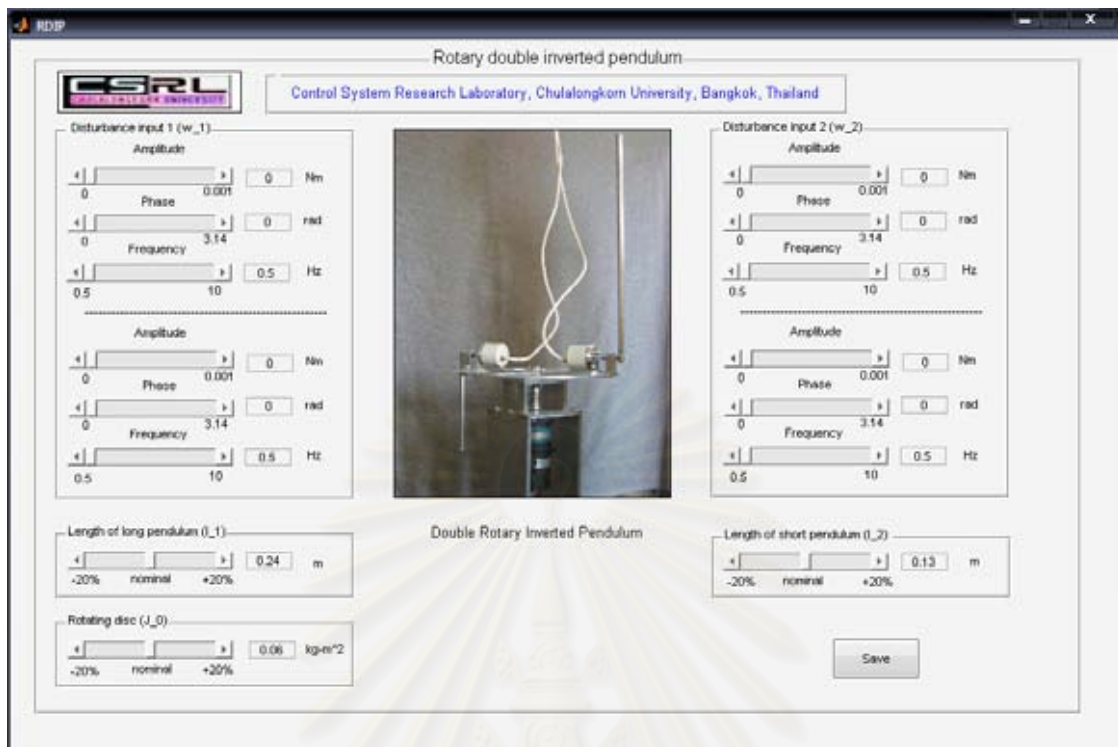 RDIP
Rotary double inverted pendulum
CSRL
CHULALONGKORN UNIVERSITY
Control System Research Laboratory, Chulalongkorn University, Bangkok, Thailand
Disturbance input 1 (w_1)
Amplitude
0 Nm
0 0.001
Phase
0 rad
0 3.14
Frequency
0.5 Hz
0.5 10
Amplitude
0 Nm
0 0.001
Phase
0 rad
0 3.14
Frequency
0.5 Hz
0.5 10
Disturbance input 2 (w_2)
Amplitude
0 Nm
0 0.001
Phase
0 rad
0 3.14
Frequency
0.5 Hz
0.5 10
Amplitude
0 Nm
0 0.001
Phase
0 rad
0 3.14
Frequency
0.5 Hz
0.5 10
Double Rotary Inverted Pendulum
Length of long pendulum (l_1)
0.24 m
-20% nominal +20%
Length of short pendulum (l_2)
0.13 m
-20% nominal +20%
Rotating disc (J_0)
0.06 kg-m^2
-20% nominal +20%
Save